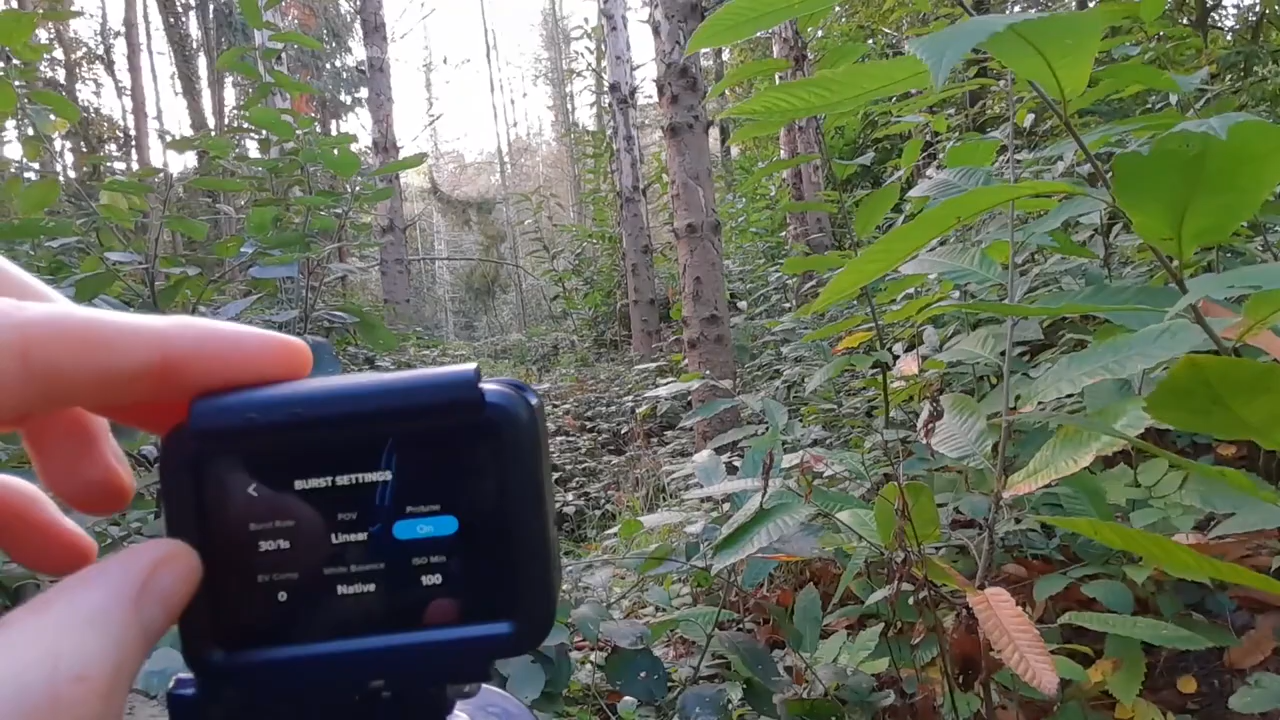 BURST SETTINGS
Burst Rate
30/1s
FOV
Linear
Protune
On
EV Comp
0
White Balance
Native
ISO Min
100